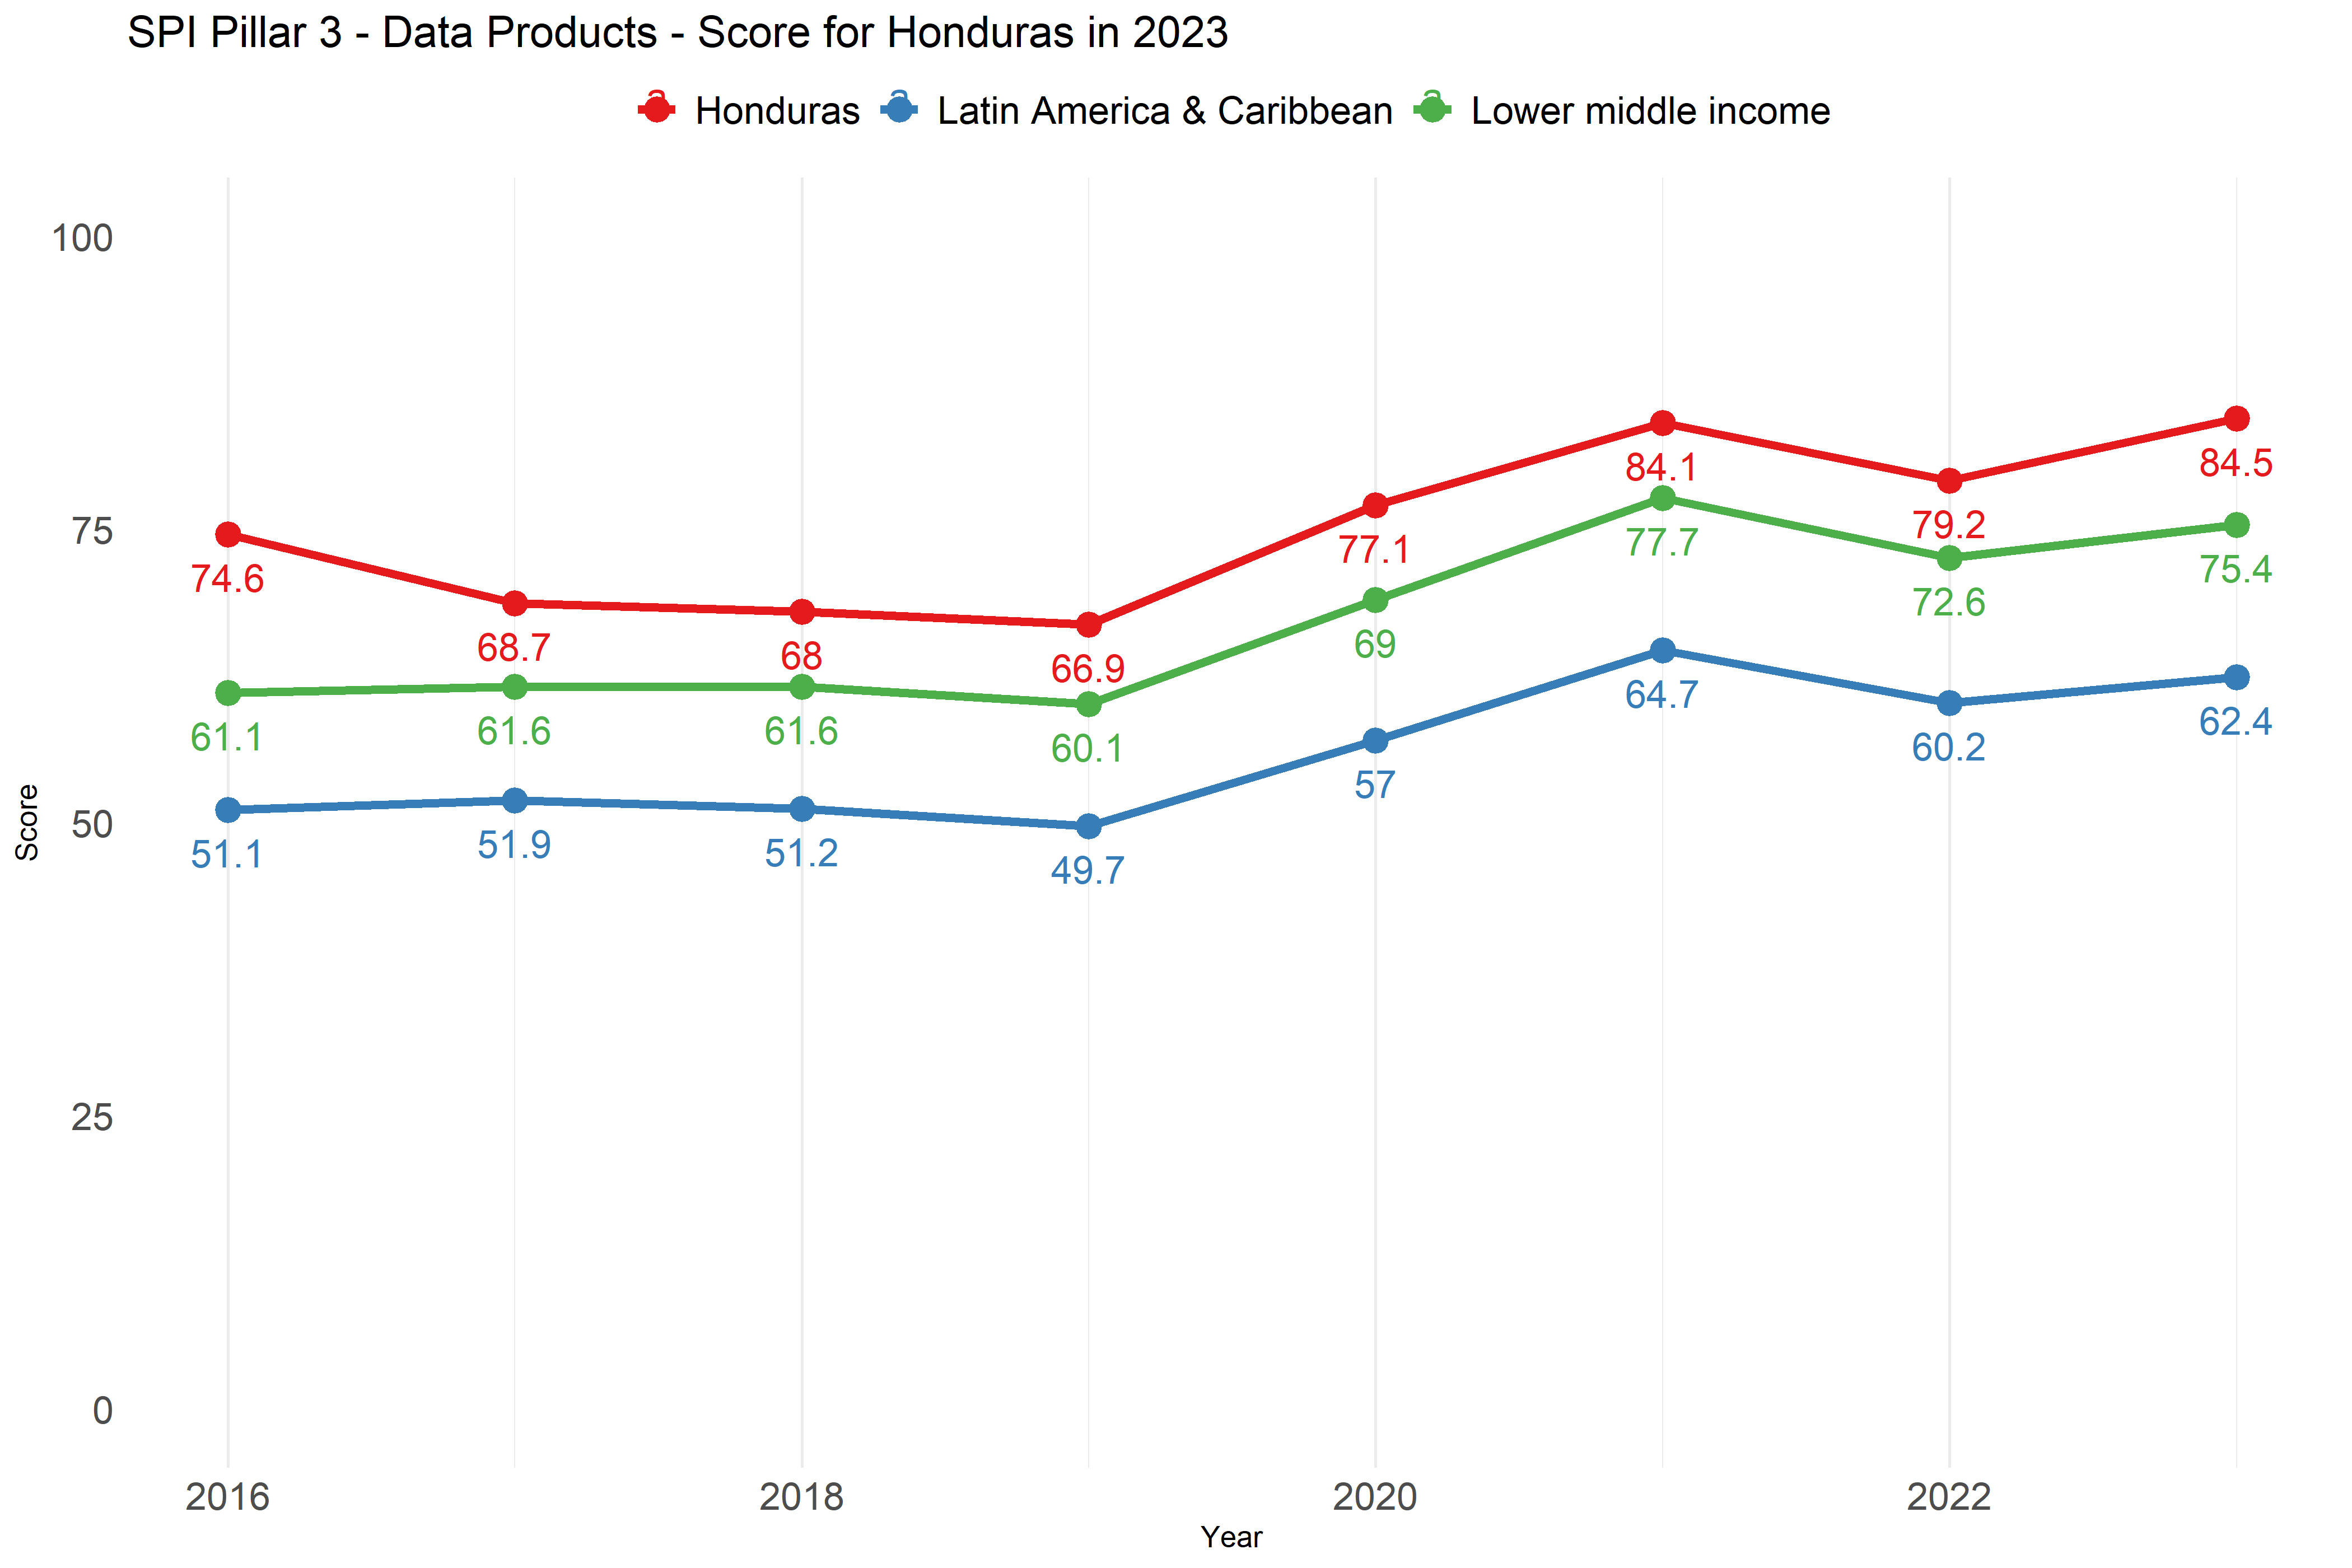 SPI Pillar 3 - Data Products - Score for Honduras in 2023
Honduras Latin America & Caribbean Lower middle income
100
75
50
25
0
Score
74.6 68.7 68 66.9 77.1 84.1 79.2 84.5
61.1 61.6 61.6 60.1 69 77.7 72.6 75.4
51.1 51.9 51.2 49.7 57 64.7 60.2 62.4
2016 2018 2020 2022
Year